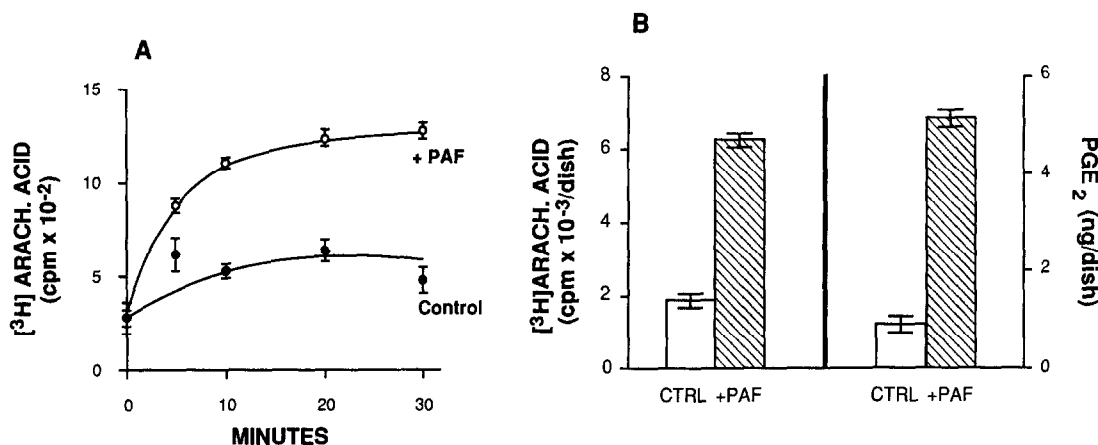 A
15
10
5
0
[³H] ARACH. ACID
(cpm x 10⁻²)
+ PAF
Control
0 10 20 30
MINUTES
B
8
6
4
2
0
[³H]ARACH. ACID
(cpm x 10⁻³/dish)
CTRL +PAF
CTRL +PAF
6
4
2
0
PGE₂ (ng/dish)